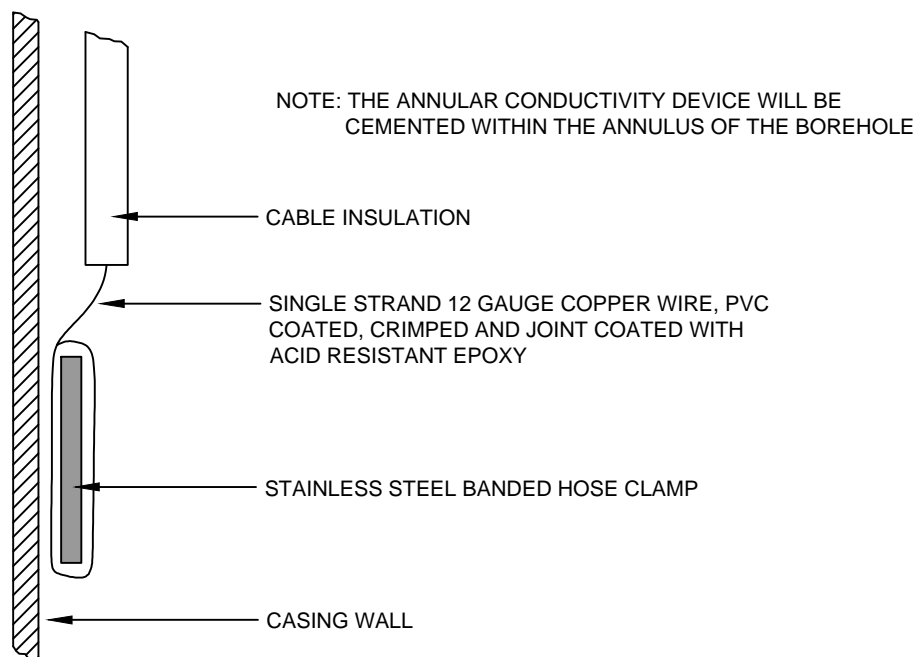 NOTE: THE ANNULAR CONDUCTIVITY DEVICE WILL BE
CEMENTED WITHIN THE ANNULUS OF THE BOREHOLE
CABLE INSULATION
SINGLE STRAND 12 GAUGE COPPER WIRE, PVC
COATED, CRIMPED AND JOINT COATED WITH
ACID RESISTANT EPOXY
STAINLESS STEEL BANDED HOSE CLAMP
CASING WALL